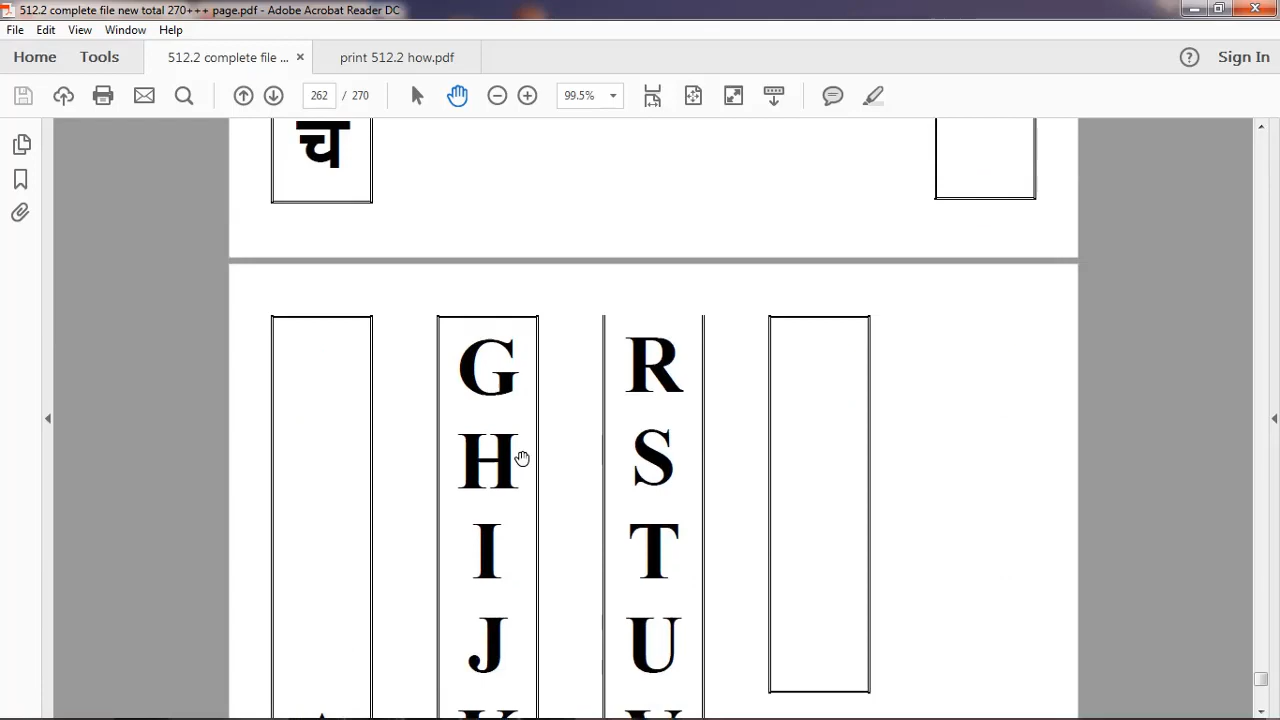 512.2 complete file new total 270+++ page.pdf - Adobe Acrobat Reader DC
File Edit View Window Help
Home Tools 512.2 complete file ... × print 512.2 how.pdf ? Sign In
262 / 270 99.5%
च
G R
H S
I T
J U